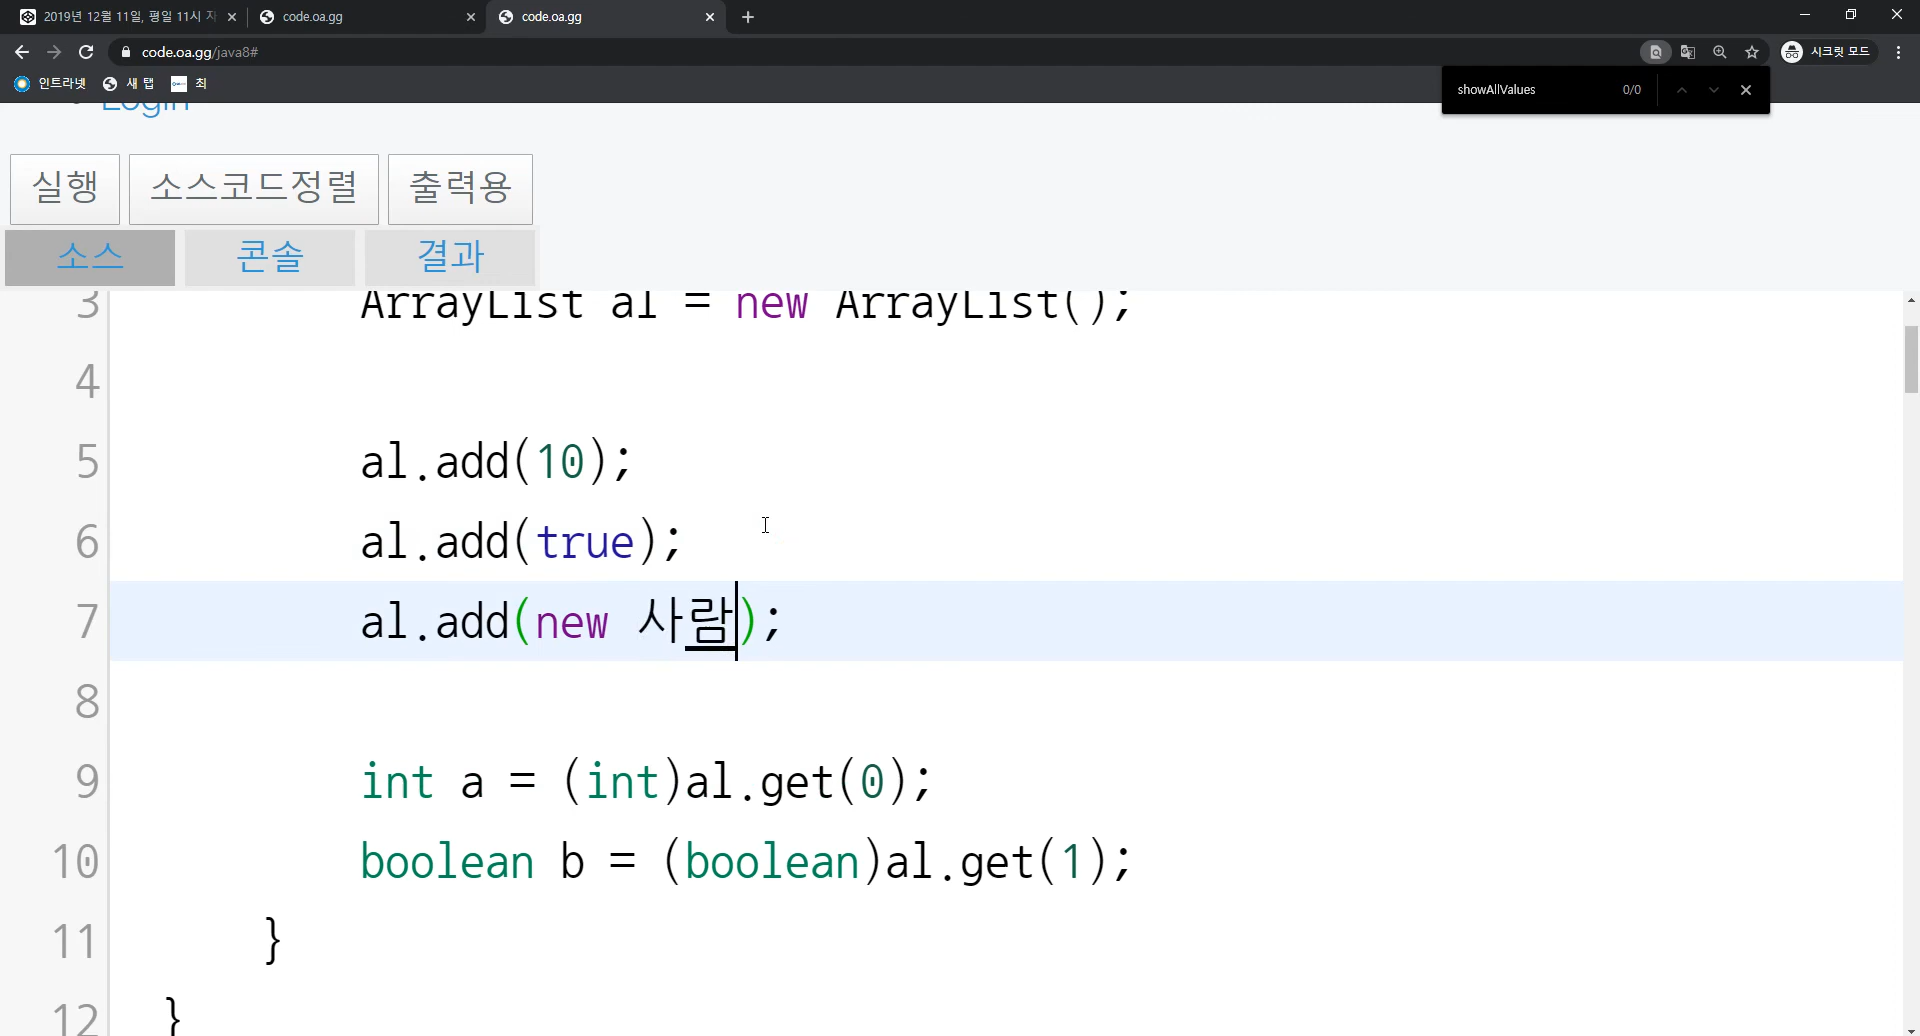 2019년 12월 11일, 평일 11시 자
code.oa.gg
code.oa.gg
code.oa.gg/java8#
시크릿 모드
인트라넷
새 탭
최
showAllValues
0/0
Login
실행
소스코드정렬
출력용
소스
콘솔
결과
3 ArrayList al = new ArrayList();
4
5 al.add(10);
6 al.add(true);
7 al.add(new 사람);
8
9 int a = (int)al.get(0);
10 boolean b = (boolean)al.get(1);
11 }
12 }